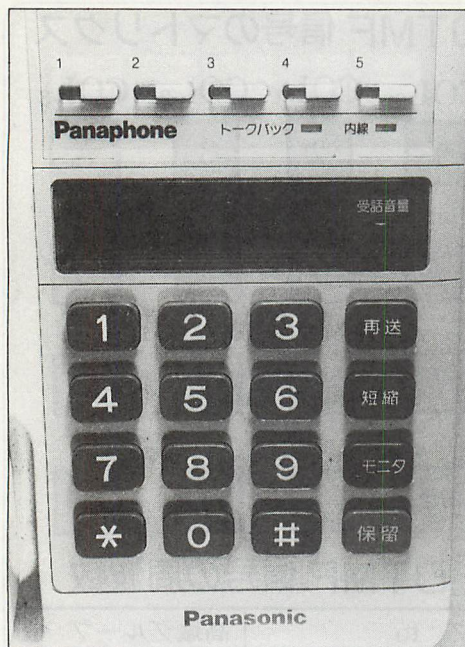 1 2 3 4 5
Panaphone トークバック 内線
受話音量
1 2 3 再送
4 5 6 短縮
7 8 9 モニタ
* 0 # 保留
Panasonic